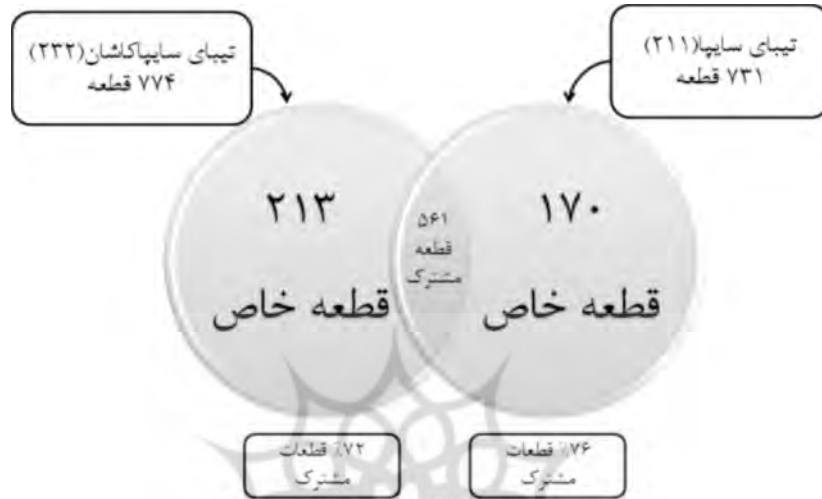 تیبای سایپا(۲۱۱)
۷۳۱ قطعه
تیبای سایپاکاشان(۲۳۲)
۷۷۴ قطعه
۱۷۰
قطعه خاص
۵۶۱
قطعه
مشترک
۲۱۳
قطعه خاص
۷۶٪ قطعات
مشترک
۷۲٪ قطعات
مشترک